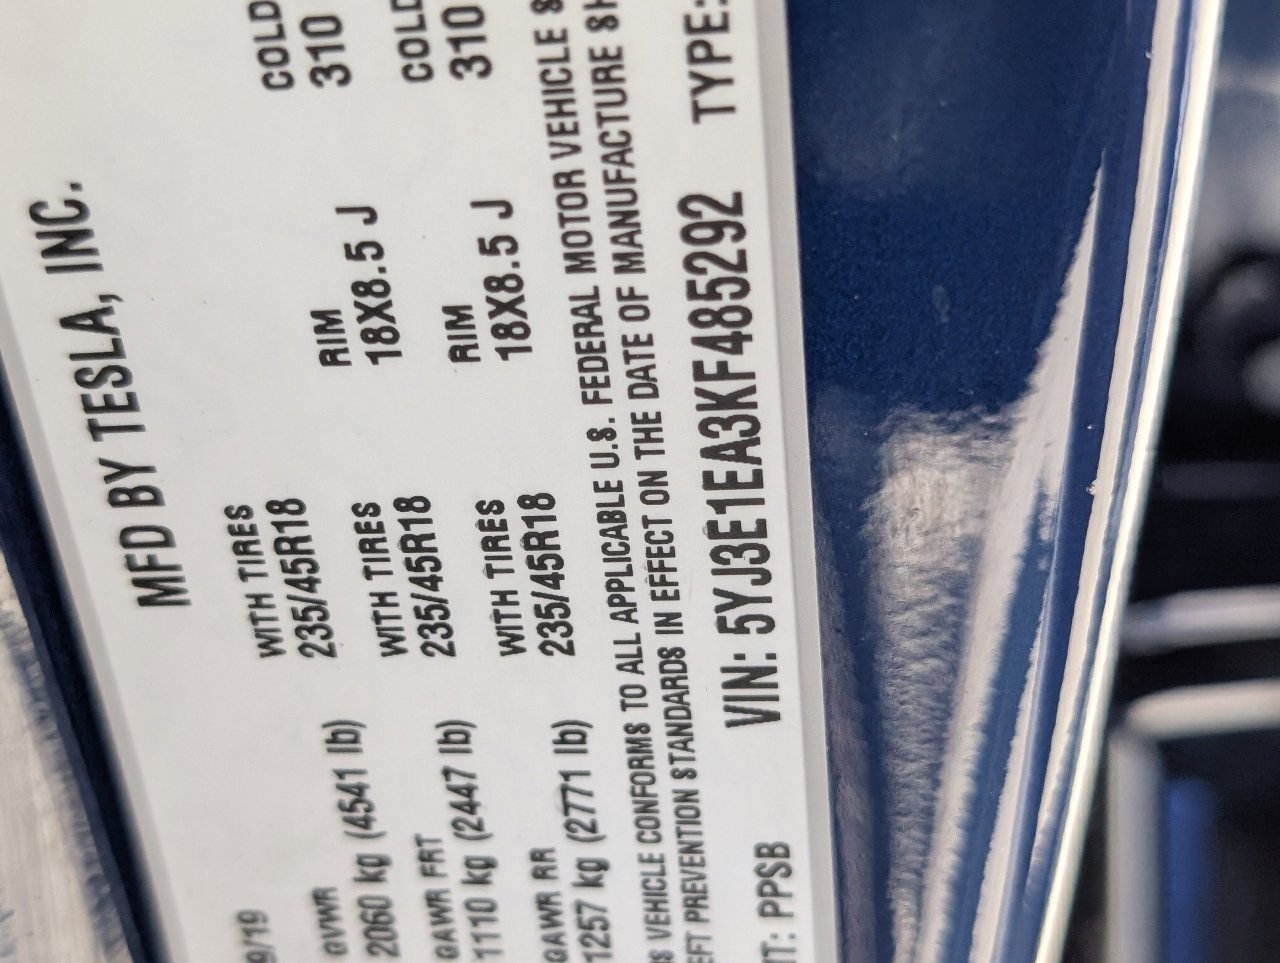 MFD BY TESLA, INC.
9/19
GVWR
2060 kg (4541 lb)
WITH TIRES
235/45R18
RIM
18X8.5 J
COLD
310
GAWR FRT
1110 kg (2447 lb)
WITH TIRES
235/45R18
RIM
18X8.5 J
COLD
310
GAWR RR
1257 kg (2771 lb)
WITH TIRES
235/45R18
VEHICLE CONFORMS TO ALL APPLICABLE U.S. FEDERAL MOTOR VEHICLE
PREVENTION STANDARDS IN EFFECT ON THE DATE OF MANUFACTURE
PPSB VIN: 5YJ3E1EA3KF485292 TYPE: